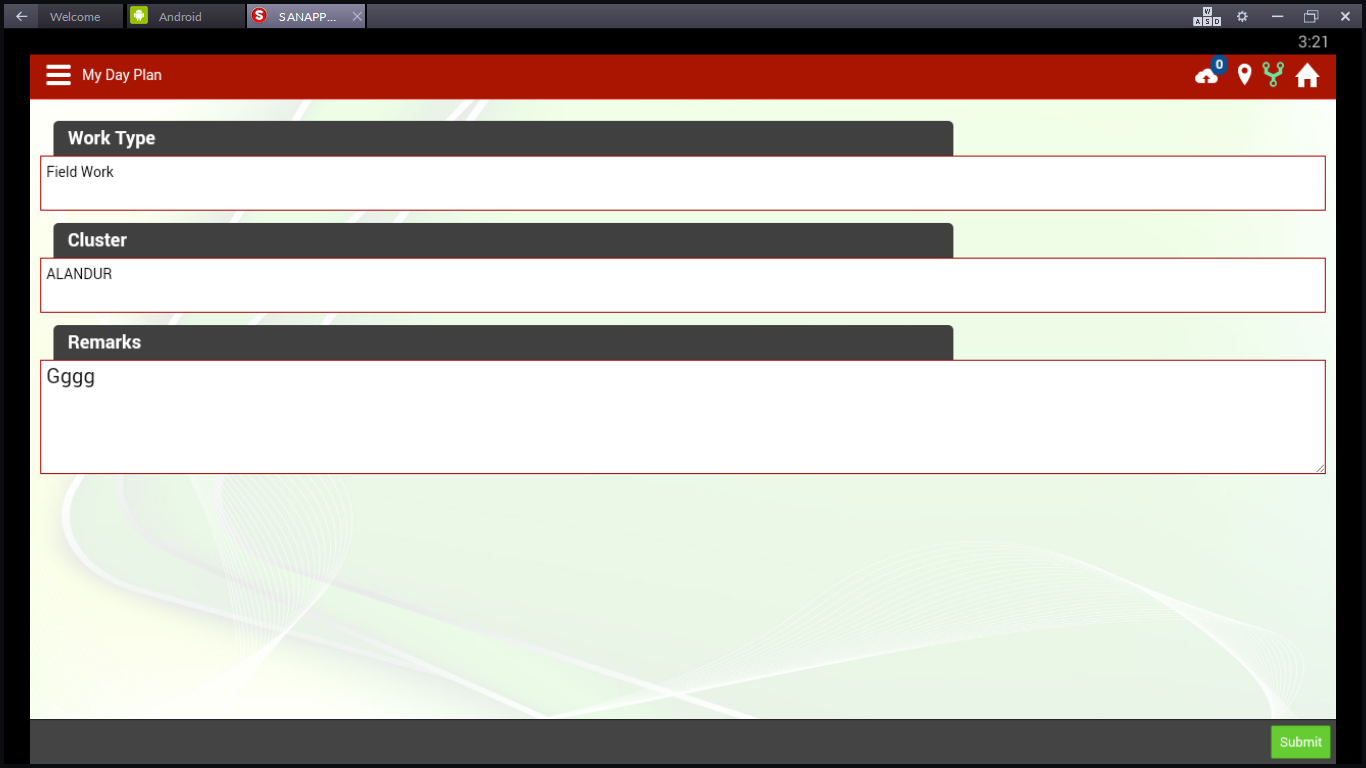 Welcome
Android
SANAPP...
W
A S D
3:21
My Day Plan
0
Work Type
Field Work
Cluster
ALANDUR
Remarks
Gggg
Submit